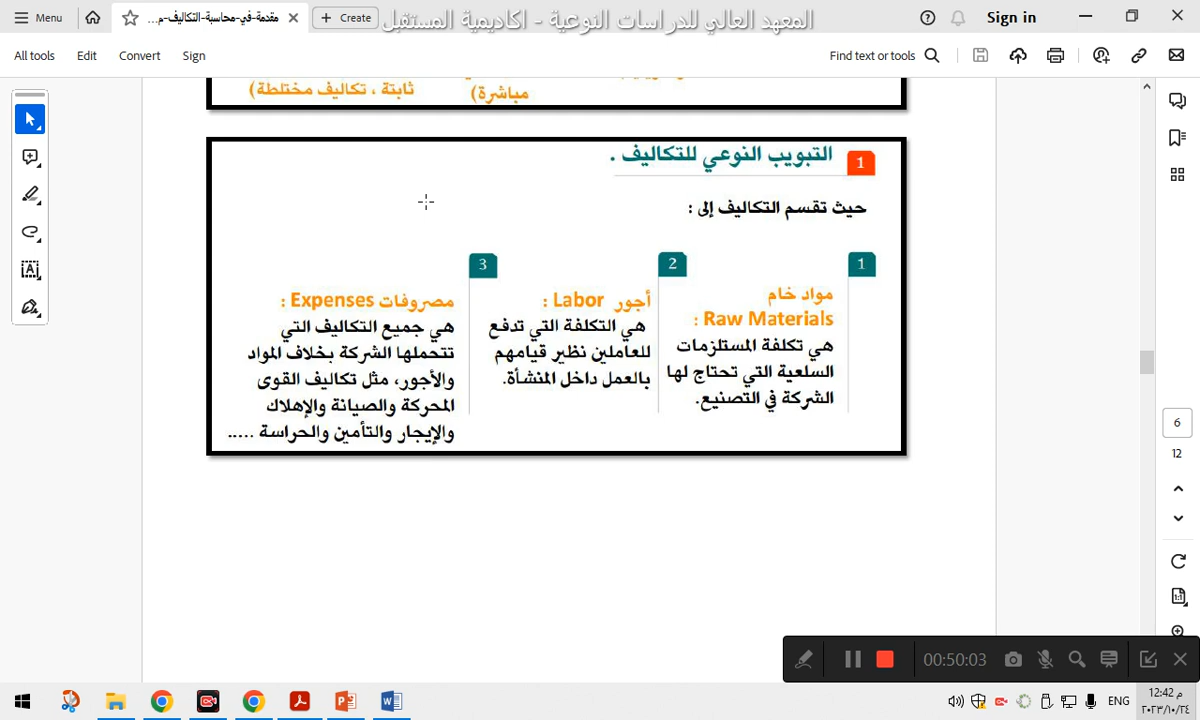 Menu
مقدمة-في-محاسبة-التكاليف-م...
Create
المعهد العالي للدراسات النوعية - اكاديمية المستقبل
Sign in
All tools
Edit
Convert
Sign
Find text or tools
مباشرة)
ثابتة ، تكاليف مختلطة)
1
التبويب النوعي للتكاليف .
حيث تقسم التكاليف إلى :
1
مواد خام
Raw Materials :
هي تكلفة المستلزمات
السلعية التي تحتاج لها
الشركة في التصنيع.
2
أجور Labor :
هي التكلفة التي تدفع
للعاملين نظير قيامهم
بالعمل داخل المنشأة.
3
مصروفات Expenses :
هي جميع التكاليف التي
تتحملها الشركة بخلاف المواد
والأجور، مثل تكاليف القوى
المحركة والصيانة والإهلاك
والإيجار والتأمين والحراسة .....
6
12
00:50:03
ENG
12:42 م
٢٠٢٣/١٠/٢٤